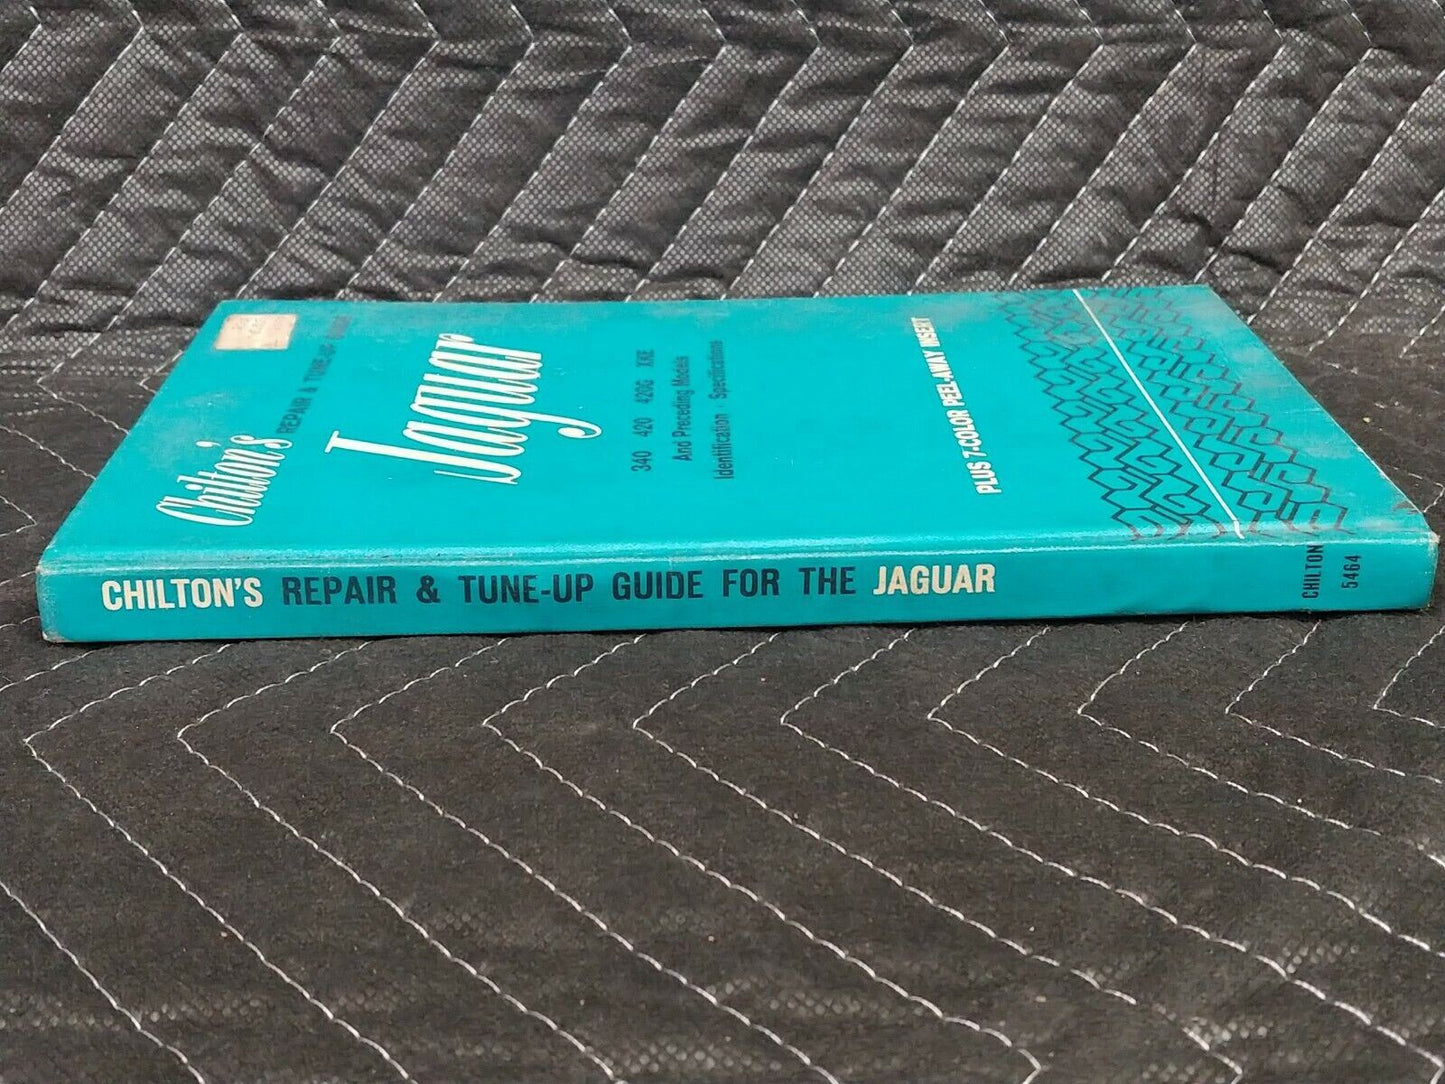 Chilton's
REPAIR & TUNE-UP GUIDE
Jaguar
340 420 420G XKE
And Preceding Models
Identification Specifications
PLUS 7-COLOR PEEL-AWAY INSERT
CHILTON'S REPAIR & TUNE-UP GUIDE FOR THE JAGUAR
CHILTON
5464